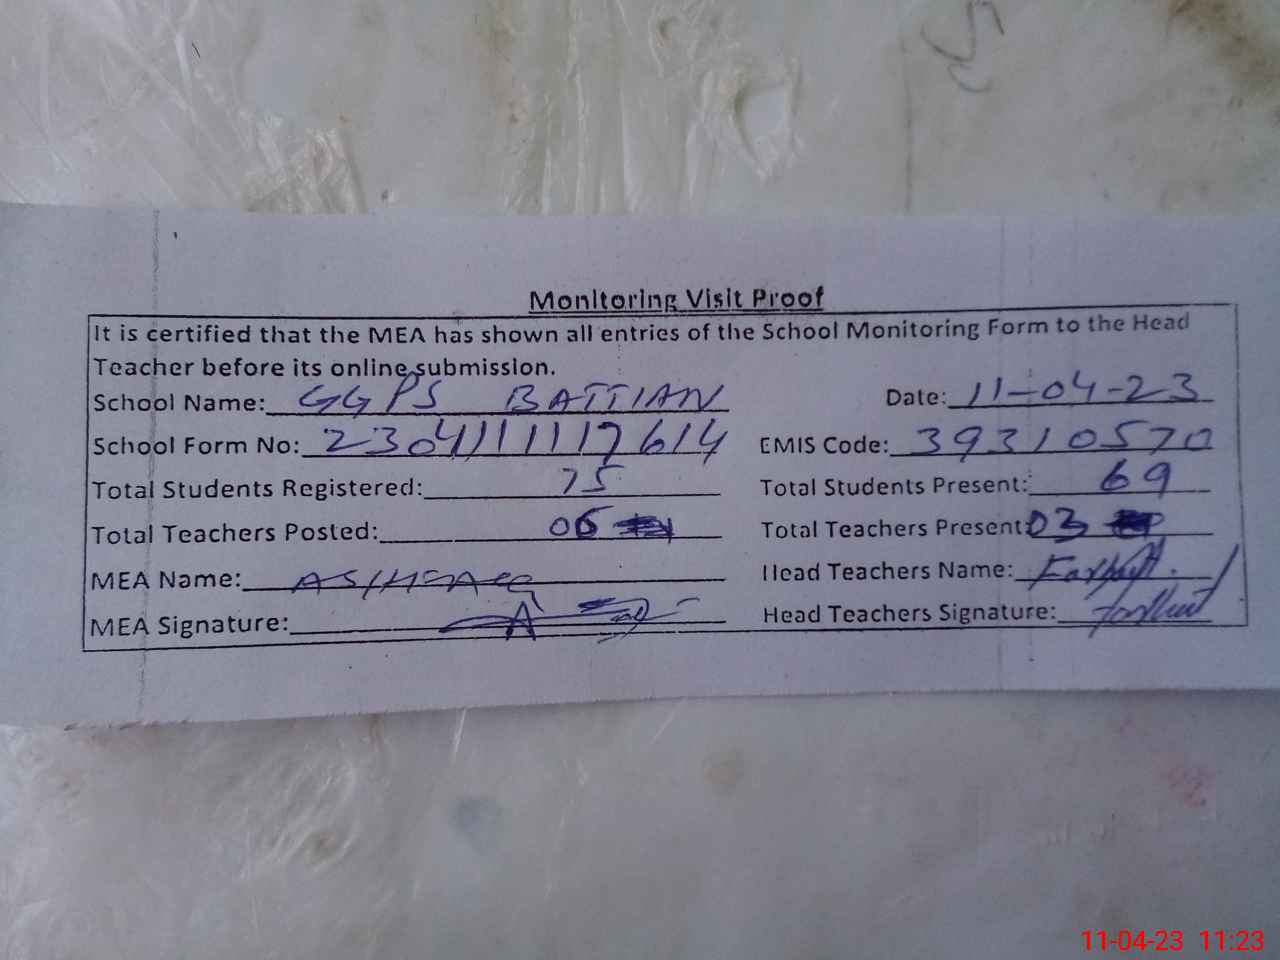 Monitoring Visit Proof
It is certified that the MEA has shown all entries of the School Monitoring Form to the Head
Teacher before its online submission.
School Name: GGPS BATTIAN Date: 11-04-23
School Form No: 2304111117614 EMIS Code: 39310570
Total Students Registered: 75 Total Students Present: 69
Total Teachers Posted: 06 Total Teachers Present: 03
MEA Name: Head Teachers Name:
MEA Signature: Head Teachers Signature:
11-04-23 11:23